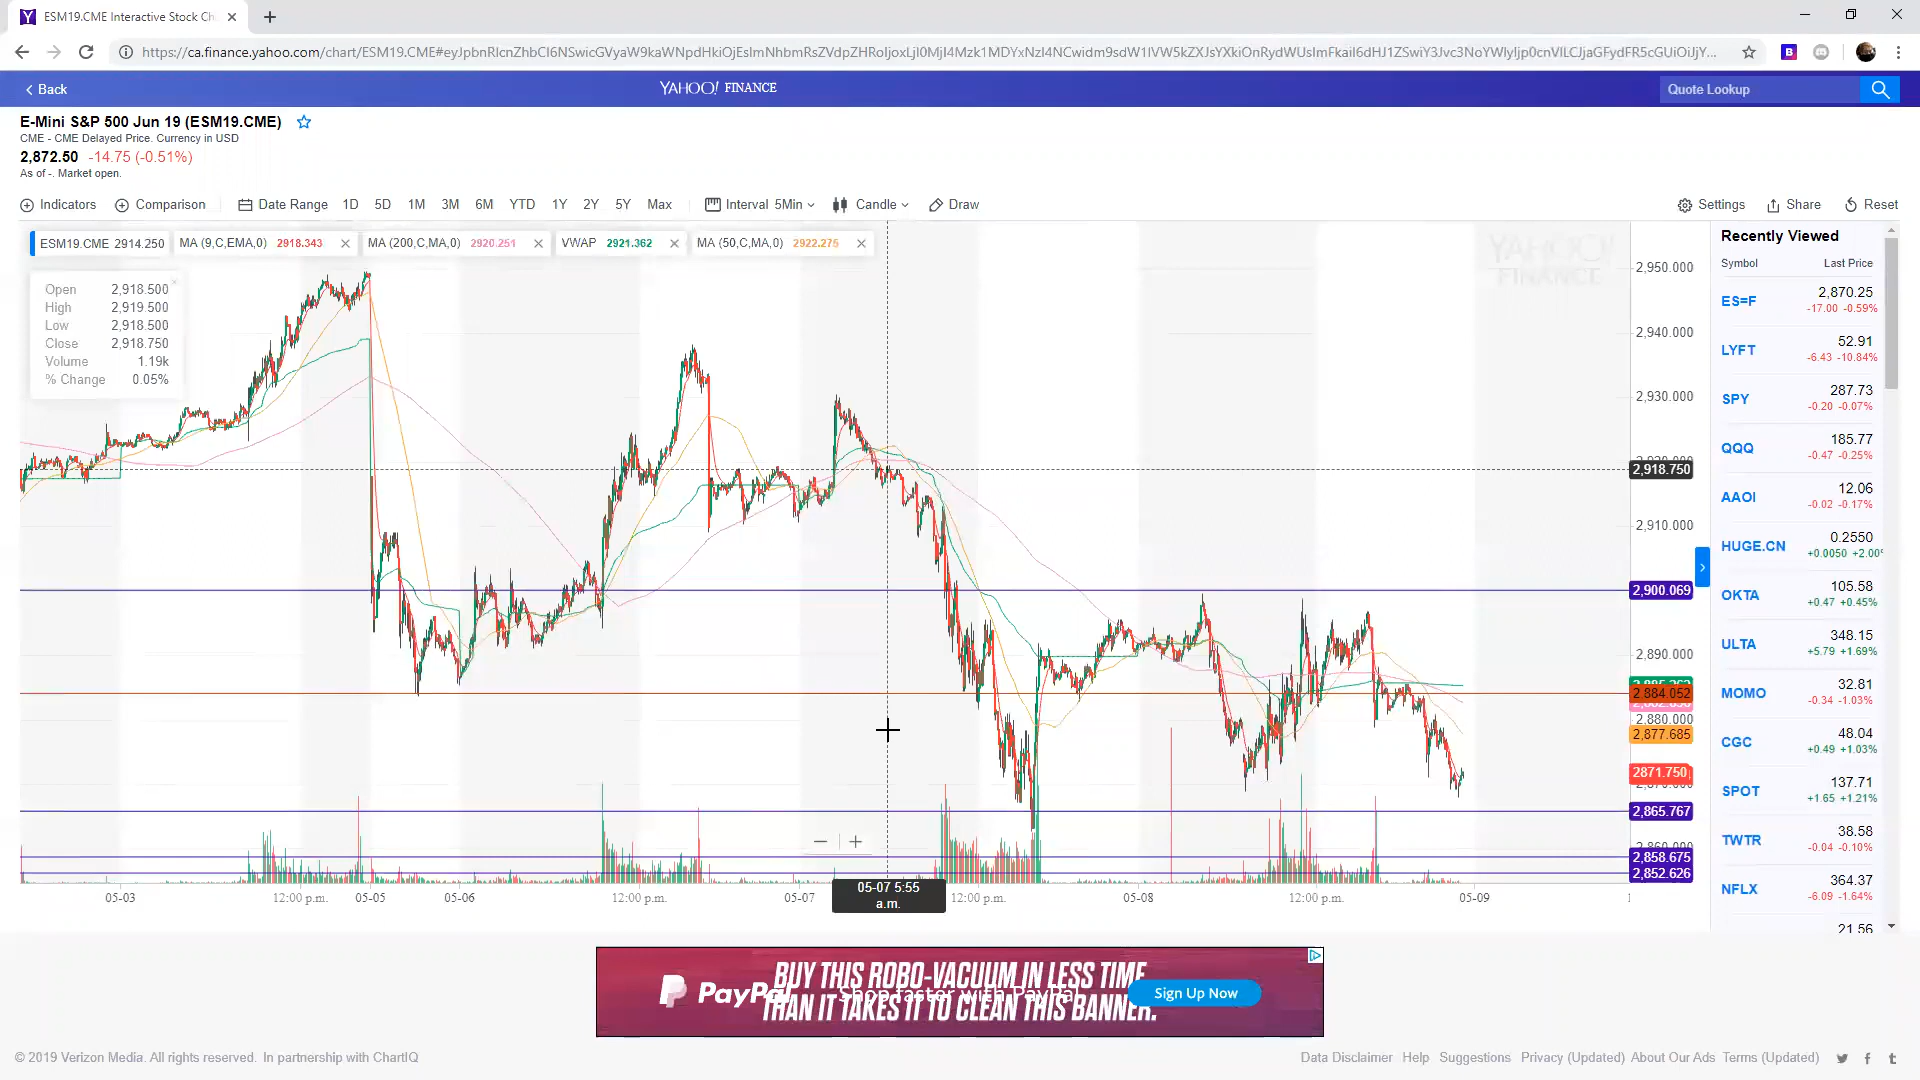 ESM19.CME Interactive Stock Ch
https://ca.finance.yahoo.com/chart/ESM19.CME
Back
YAHOO! FINANCE
Quote Lookup
E-Mini S&P 500 Jun 19 (ESM19.CME)
CME - CME Delayed Price. Currency in USD
2,872.50 -14.75 (-0.51%)
As of -. Market open.
Indicators Comparison Date Range 1D 5D 1M 3M 6M YTD 1Y 2Y 5Y Max Interval 5Min Candle Draw Settings Share Reset
ESM19.CME 2914.250 MA (9,C,EMA,0) 2918.343 MA (200,C,MA,0) 2920.251 VWAP 2921.362 MA (50,C,MA,0) 2922.275
YAHOO!
FINANCE
Open 2,918.500
High 2,919.500
Low 2,918.500
Close 2,918.750
Volume 1.19k
% Change 0.05%
2,950.000
2,940.000
2,930.000
2,918.750
2,910.000
2,900.069
2,890.000
2,884.052
2,880.000
2,877.685
2871.750
2,865.767
2,858.675
2,852.626
05-03 12:00 p.m. 05-05 05-06 12:00 p.m. 05-07 05-07 5:55 a.m. 12:00 p.m. 05-08 12:00 p.m. 05-09 1
Recently Viewed
Symbol Last Price
ES=F 2,870.25
-17.00 -0.59%
LYFT 52.91
-6.43 -10.84%
SPY 287.73
-0.20 -0.07%
QQQ 185.77
-0.47 -0.25%
AAOI 12.06
-0.02 -0.17%
HUGE.CN 0.2550
+0.0050 +2.00
OKTA 105.58
+0.47 +0.45%
ULTA 348.15
+5.79 +1.69%
MOMO 32.81
-0.34 -1.03%
CGC 48.04
+0.49 +1.03%
SPOT 137.71
+1.65 +1.21%
TWTR 38.58
-0.04 -0.10%
NFLX 364.37
-6.09 -1.64%
21.56
PayPal
BUY THIS ROBO-VACUUM IN LESS TIME
THAN IT TAKES IT TO CLEAN THIS BANNER.
Shop faster with PayPal
Sign Up Now
© 2019 Verizon Media. All rights reserved. In partnership with ChartIQ
Data Disclaimer Help Suggestions Privacy (Updated) About Our Ads Terms (Updated)